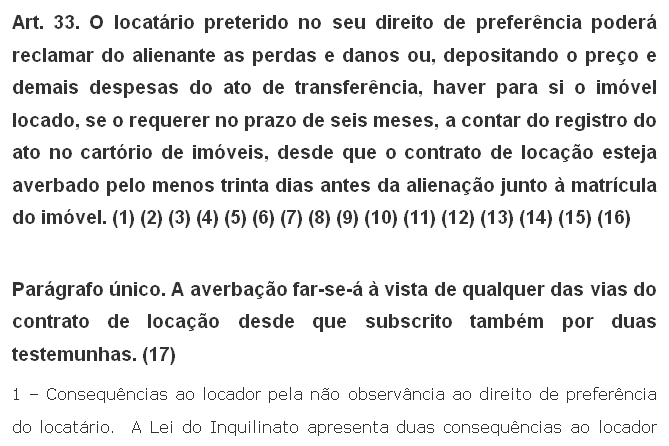 Art. 33. O locatário preterido no seu direito de preferência poderá
reclamar do alienante as perdas e danos ou, depositando o preço e
demais despesas do ato de transferência, haver para si o imóvel
locado, se o requerer no prazo de seis meses, a contar do registro do
ato no cartório de imóveis, desde que o contrato de locação esteja
averbado pelo menos trinta dias antes da alienação junto à matrícula
do imóvel. (1) (2) (3) (4) (5) (6) (7) (8) (9) (10) (11) (12) (13) (14) (15) (16)
Parágrafo único. A averbação far-se-á à vista de qualquer das vias do
contrato de locação desde que subscrito também por duas
testemunhas. (17)
1 – Consequências ao locador pela não observância ao direito de preferência
do locatário. A Lei do Inquilinato apresenta duas consequências ao locador